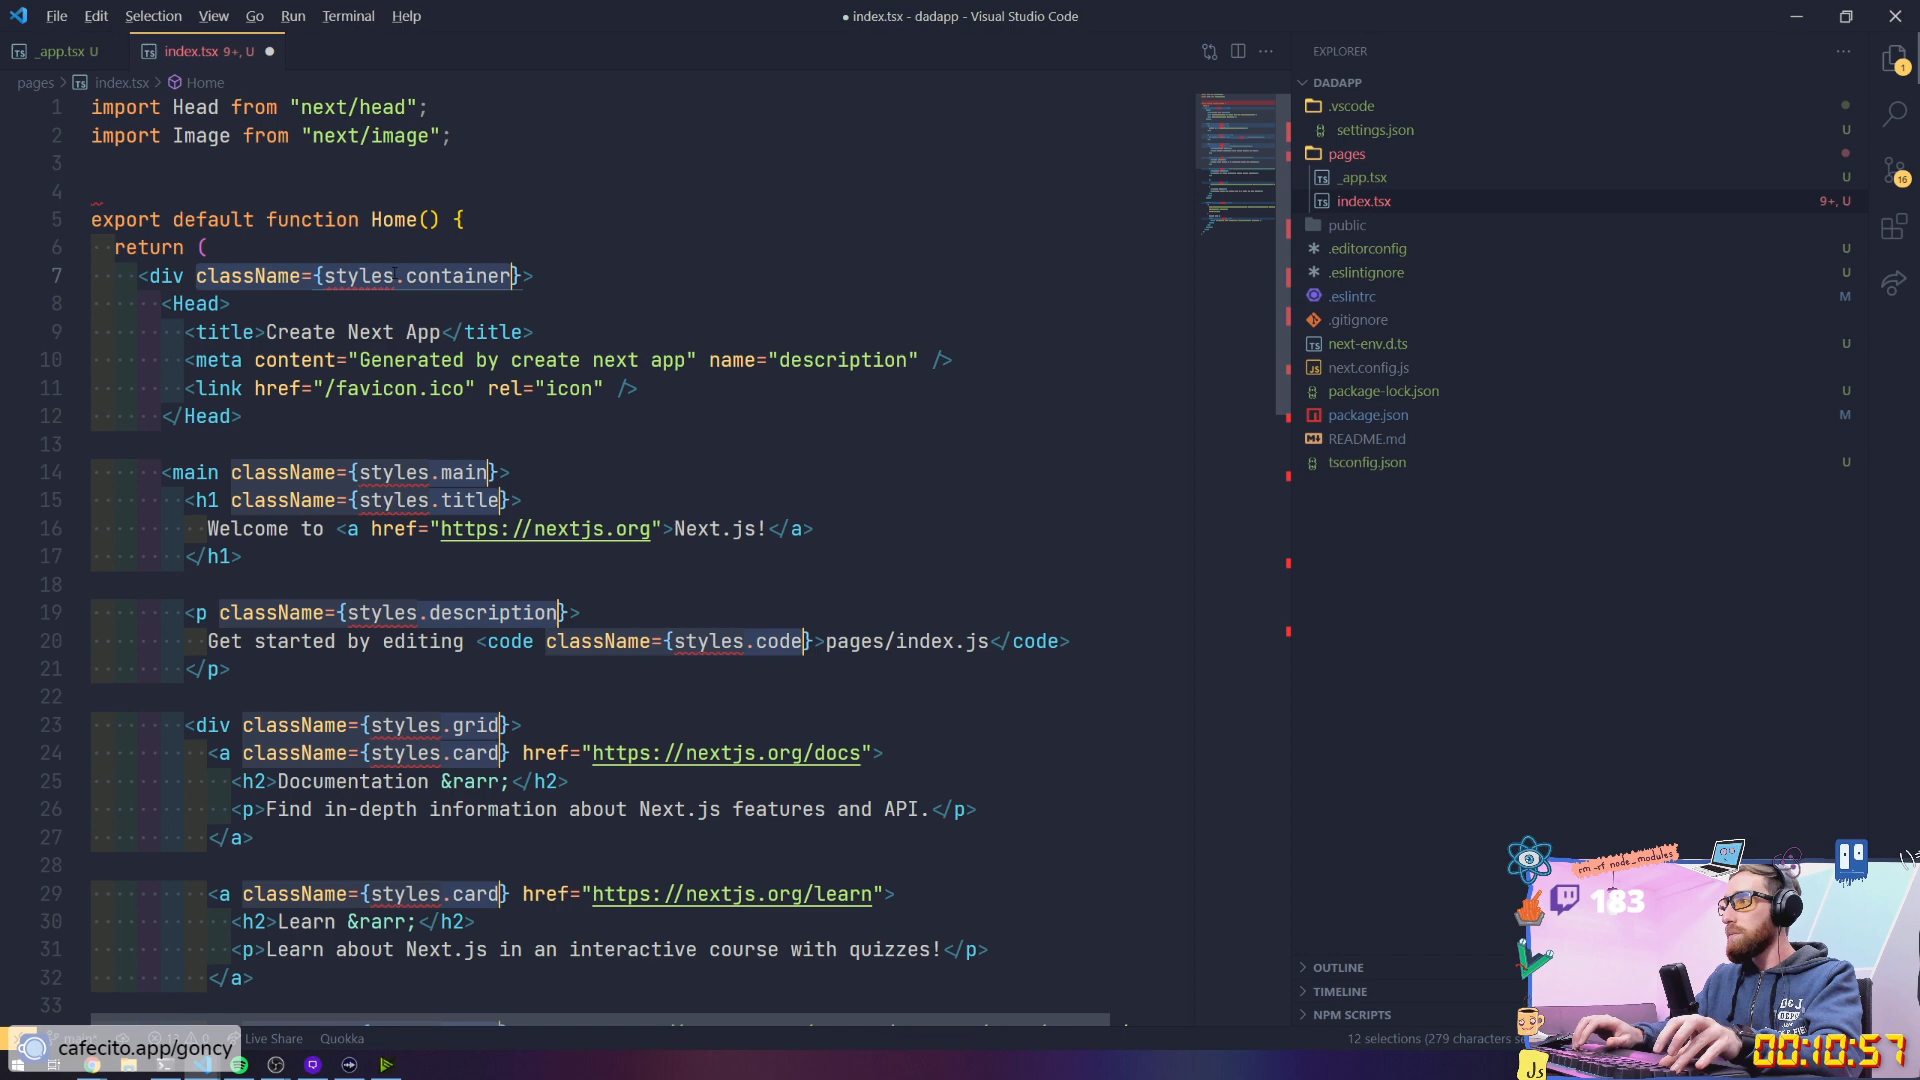 File Edit Selection View Go Run Terminal Help
● index.tsx - dadapp - Visual Studio Code
_app.tsx U
index.tsx 9+, U ●
pages > index.tsx > Home
1 import Head from "next/head";
2 import Image from "next/image";
3
4
5 export default function Home() {
6 return (
7 <div className={styles.container}>
8 <Head>
9 <title>Create Next App</title>
10 <meta content="Generated by create next app" name="description" />
11 <link href="/favicon.ico" rel="icon" />
12 </Head>
13
14 <main className={styles.main}>
15 <h1 className={styles.title}>
16 Welcome to <a href="https://nextjs.org">Next.js!</a>
17 </h1>
18
19 <p className={styles.description}>
20 Get started by editing <code className={styles.code}>pages/index.js</code>
21 </p>
22
23 <div className={styles.grid}>
24 <a className={styles.card} href="https://nextjs.org/docs">
25 <h2>Documentation &rarr;</h2>
26 <p>Find in-depth information about Next.js features and API.</p>
27 </a>
28
29 <a className={styles.card} href="https://nextjs.org/learn">
30 <h2>Learn &rarr;</h2>
31 <p>Learn about Next.js in an interactive course with quizzes!</p>
32 </a>
33
EXPLORER
DADAPP
.vscode
settings.json U
pages
_app.tsx U
index.tsx 9+, U
public
.editorconfig U
.eslintignore U
.eslintrc M
.gitignore
next-env.d.ts U
next.config.js
package-lock.json U
package.json M
README.md
tsconfig.json U
OUTLINE
TIMELINE
NPM SCRIPTS
1
16
rm -rf node_modules
183
Js
00:10:57
Live Share Quokka
12 selections (279 characters se
cafecito.app/goncy